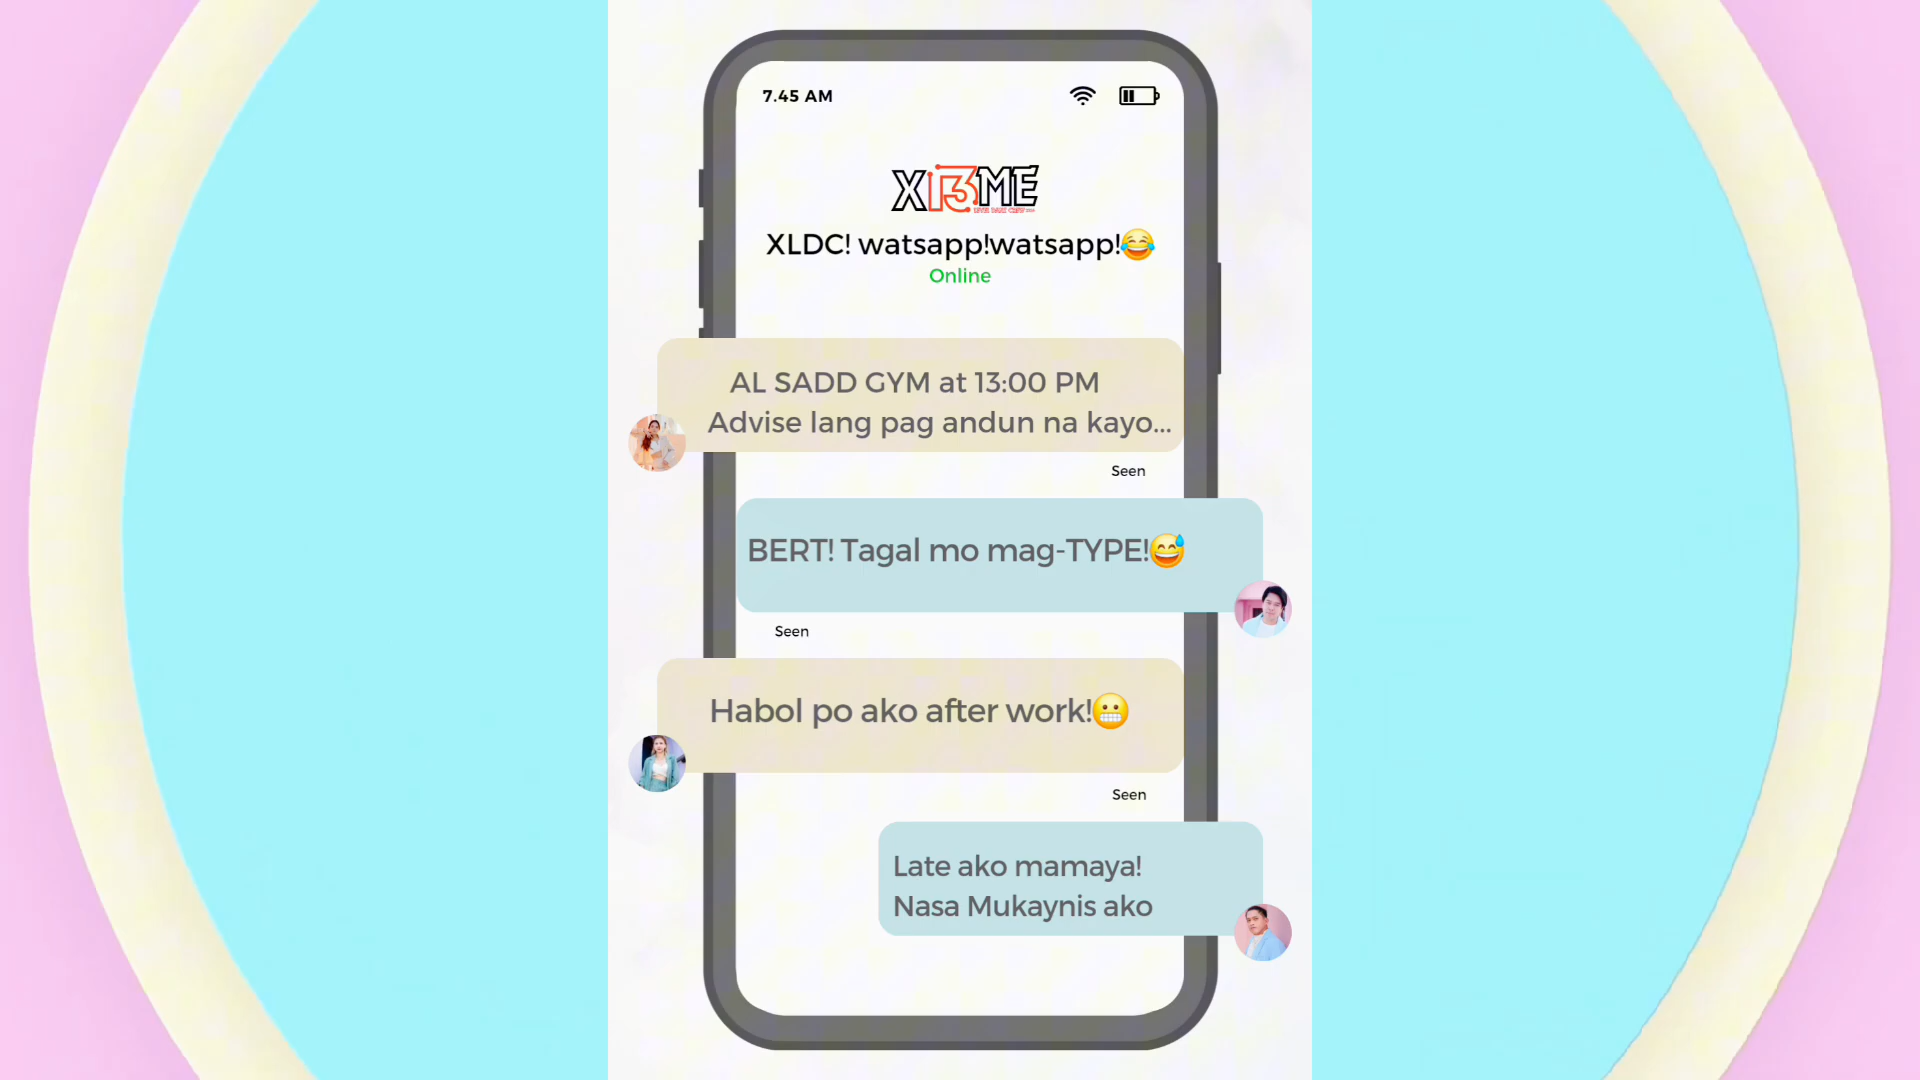 7.45 AM
XI3ME
XLDC! watsapp!watsapp!😂
Online
AL SADD GYM at 13:00 PM
Advise lang pag andun na kayo...
Seen
BERT! Tagal mo mag-TYPE!😅
Seen
Habol po ako after work!😬
Seen
Late ako mamaya!
Nasa Mukaynis ako